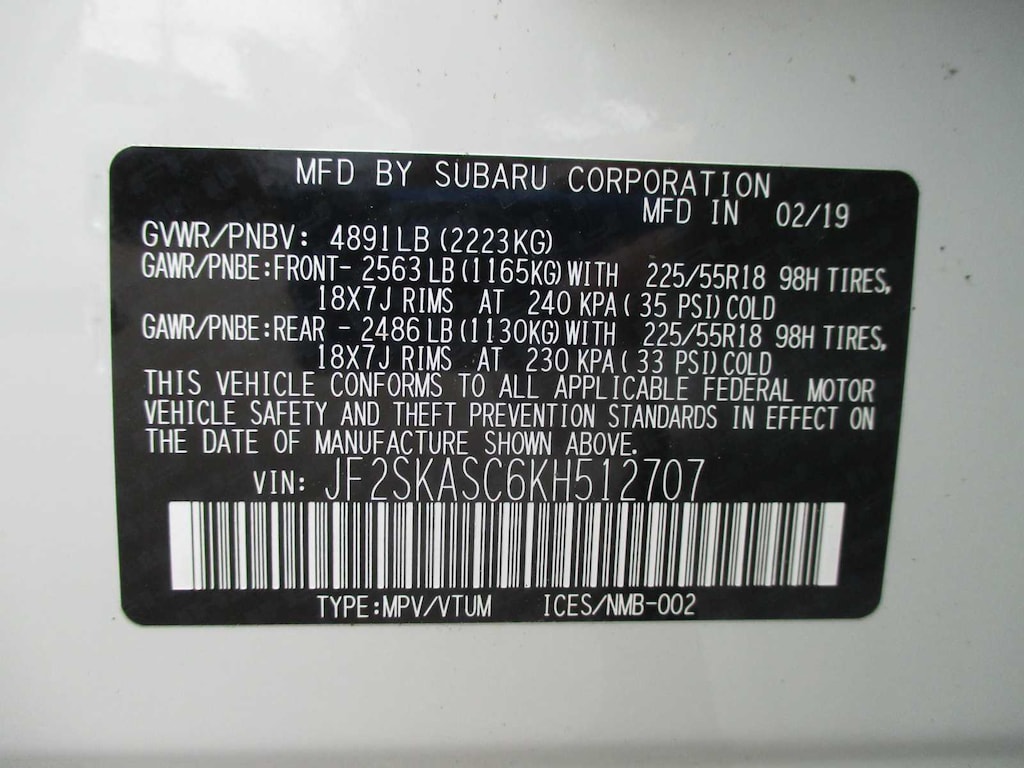 MFD BY SUBARU CORPORATION
MFD IN 02/19
GVWR/PNBV: 4891LB (2223KG)
GAWR/PNBE:FRONT- 2563 LB (1165KG) WITH 225/55R18 98H TIRES,
18X7J RIMS AT 240 KPA ( 35 PSI) COLD
GAWR/PNBE:REAR - 2486 LB (1130KG) WITH 225/55R18 98H TIRES,
18X7J RIMS AT 230 KPA ( 33 PSI) COLD
THIS VEHICLE CONFORMS TO ALL APPLICABLE FEDERAL MOTOR
VEHICLE SAFETY AND THEFT PREVENTION STANDARDS IN EFFECT ON
THE DATE OF MANUFACTURE SHOWN ABOVE.
VIN: JF2SKASC6KH512707
TYPE:MPV/VTUM ICES/NMB-002